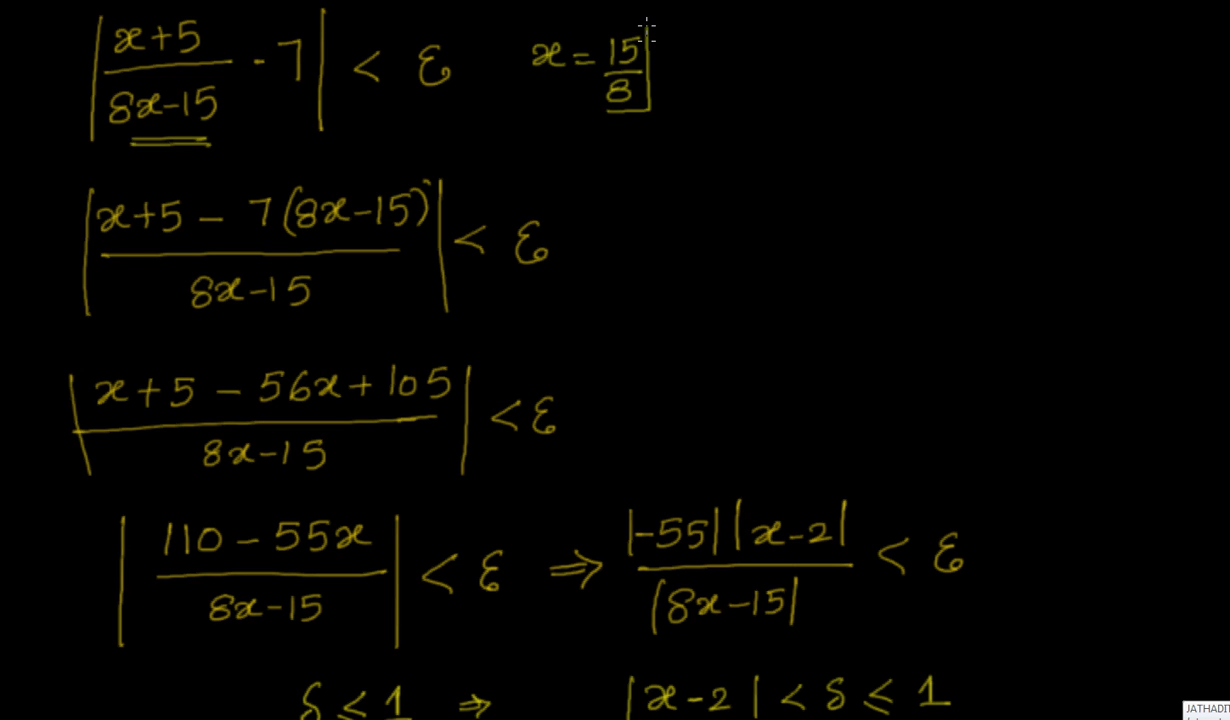 |x+5 / 8x-15 - 7| < ε x = 15/8
|x+5 - 7(8x-15) / 8x-15| < ε
|x+5 - 56x+105 / 8x-15| < ε
|110 - 55x / 8x-15| < ε ⇒ |-55| |x-2| / |8x-15| < ε
δ ≤ 1 ⇒ |x-2| < δ ≤ 1